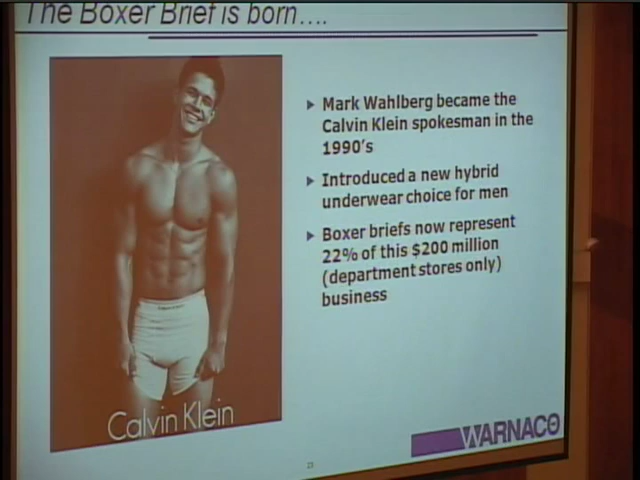 The Boxer Brief is born....
Mark Wahlberg became the
Calvin Klein spokesman in the
1990's
Introduced a new hybrid
underwear choice for men
Boxer briefs now represent
22% of this $200 million
(department stores only)
business
Calvin Klein
WARNACO
23